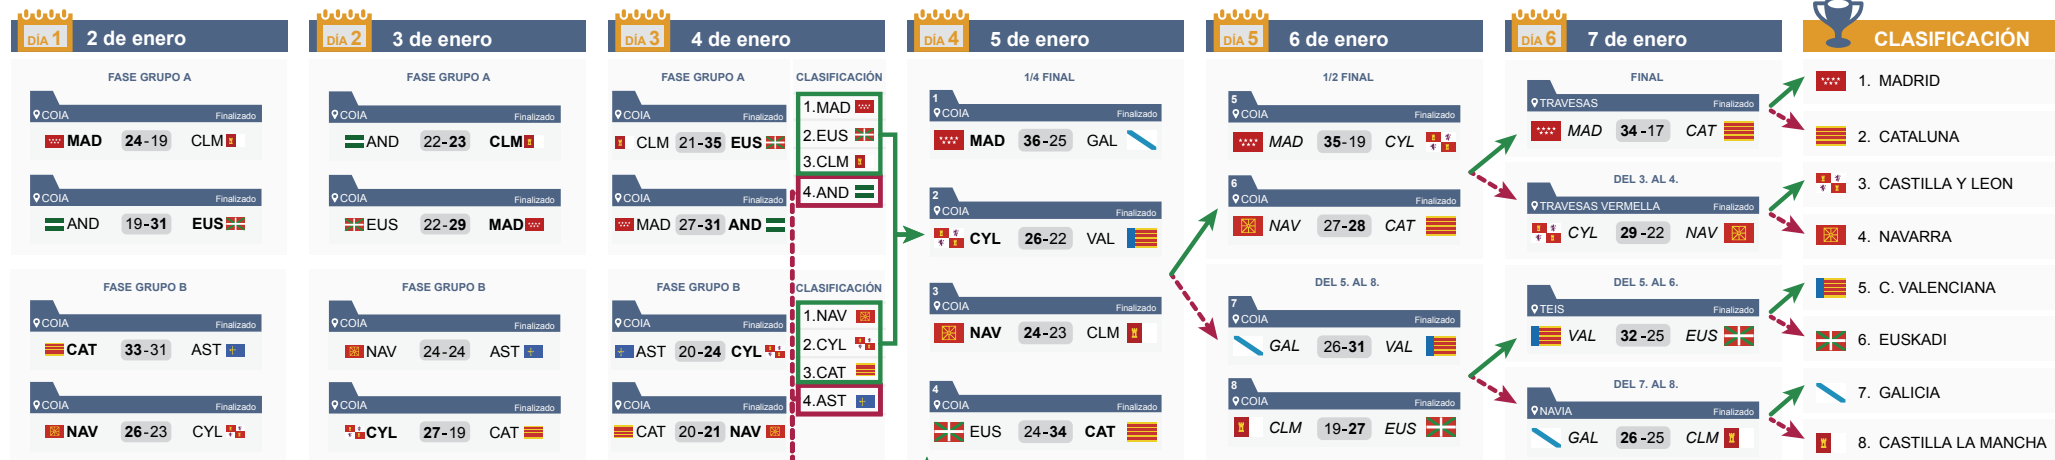 DÍA 1 2 de enero
FASE GRUPO A
COIA Finalizado
MAD 24-19 CLM
COIA Finalizado
AND 19-31 EUS
FASE GRUPO B
COIA Finalizado
CAT 33-31 AST
COIA Finalizado
NAV 26-23 CYL
DÍA 2 3 de enero
FASE GRUPO A
COIA Finalizado
AND 22-23 CLM
COIA Finalizado
EUS 22-29 MAD
FASE GRUPO B
COIA Finalizado
NAV 24-24 AST
COIA Finalizado
CYL 27-19 CAT
DÍA 3 4 de enero
FASE GRUPO A
COIA Finalizado
CLM 21-35 EUS
COIA Finalizado
MAD 27-31 AND
CLASIFICACIÓN
1.MAD
2.EUS
3.CLM
4.AND
FASE GRUPO B
COIA Finalizado
AST 20-24 CYL
COIA Finalizado
CAT 20-21 NAV
CLASIFICACIÓN
1.NAV
2.CYL
3.CAT
4.AST
DÍA 4 5 de enero
1/4 FINAL
1
COIA Finalizado
MAD 36-25 GAL
2
COIA Finalizado
CYL 26-22 VAL
3
COIA Finalizado
NAV 24-23 CLM
4
COIA Finalizado
EUS 24-34 CAT
DÍA 5 6 de enero
1/2 FINAL
5
COIA Finalizado
MAD 35-19 CYL
6
COIA Finalizado
NAV 27-28 CAT
DEL 5. AL 8.
7
COIA Finalizado
GAL 26-31 VAL
8
COIA Finalizado
CLM 19-27 EUS
DÍA 6 7 de enero
FINAL
TRAVESAS Finalizado
MAD 34-17 CAT
DEL 3. AL 4.
TRAVESAS VERMELLA Finalizado
CYL 29-22 NAV
DEL 5. AL 6.
TEIS Finalizado
VAL 32-25 EUS
DEL 7. AL 8.
NAVIA Finalizado
GAL 26-25 CLM
CLASIFICACIÓN
1. MADRID
2. CATALUNA
3. CASTILLA Y LEON
4. NAVARRA
5. C. VALENCIANA
6. EUSKADI
7. GALICIA
8. CASTILLA LA MANCHA